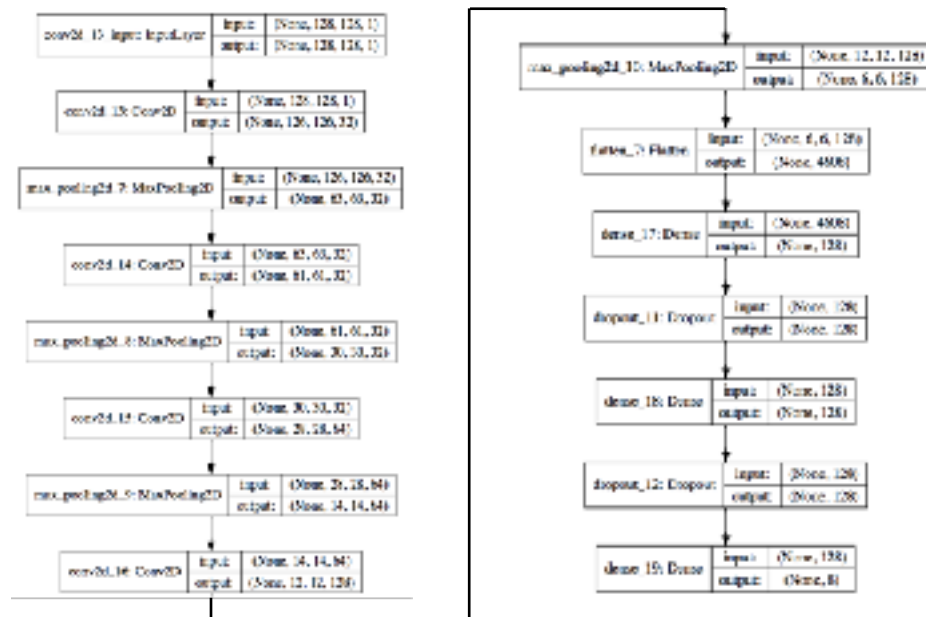 conv2d_13_input: InputLayer
input: (None, 128, 128, 1)
output: (None, 128, 128, 1)
conv2d_13: Conv2D
input: (None, 128, 128, 1)
output: (None, 126, 126, 32)
max_pooling2d_7: MaxPooling2D
input: (None, 126, 126, 32)
output: (None, 63, 63, 32)
conv2d_14: Conv2D
input: (None, 63, 63, 32)
output: (None, 61, 61, 32)
max_pooling2d_8: MaxPooling2D
input: (None, 61, 61, 32)
output: (None, 30, 30, 32)
conv2d_15: Conv2D
input: (None, 30, 30, 32)
output: (None, 28, 28, 64)
max_pooling2d_9: MaxPooling2D
input: (None, 28, 28, 64)
output: (None, 14, 14, 64)
conv2d_16: Conv2D
input: (None, 14, 14, 64)
output: (None, 12, 12, 128)
max_pooling2d_10: MaxPooling2D
input: (None, 12, 12, 128)
output: (None, 6, 6, 128)
flatten_7: Flatten
input: (None, 6, 6, 128)
output: (None, 4608)
dense_17: Dense
input: (None, 4608)
output: (None, 128)
dropout_11: Dropout
input: (None, 128)
output: (None, 128)
dense_18: Dense
input: (None, 128)
output: (None, 128)
dropout_12: Dropout
input: (None, 128)
output: (None, 128)
dense_19: Dense
input: (None, 128)
output: (None, 8)